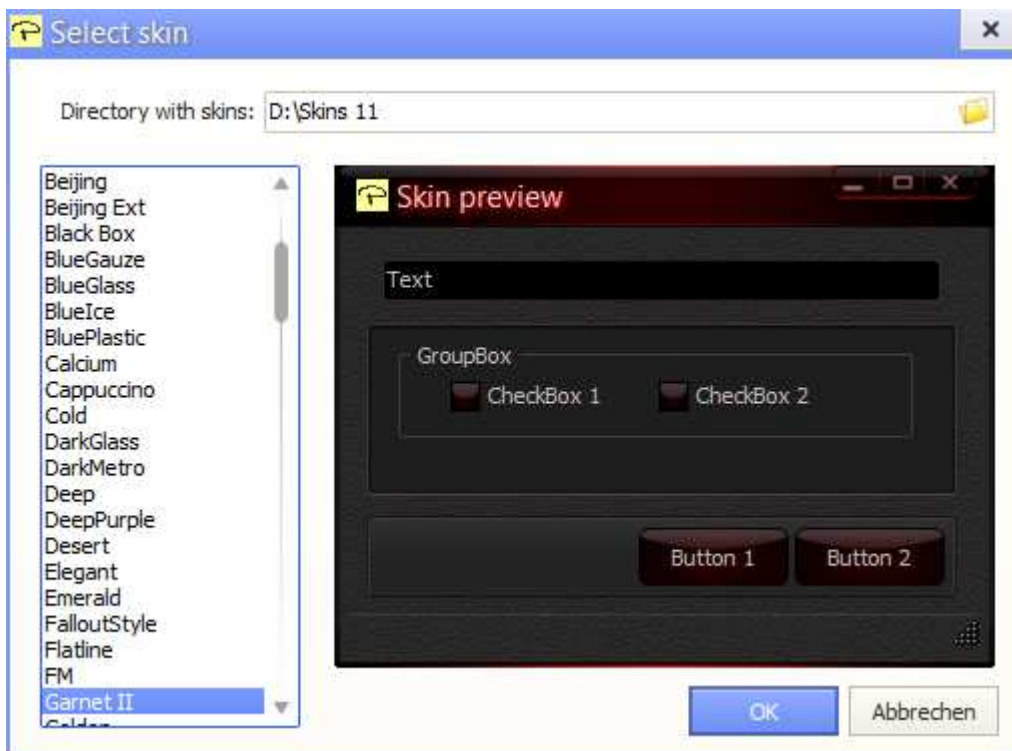 Select skin
Directory with skins: D:\Skins 11
Beijing
Beijing Ext
Black Box
BlueGauze
BlueGlass
BlueIce
BluePlastic
Calcium
Cappuccino
Cold
DarkGlass
DarkMetro
Deep
DeepPurple
Desert
Elegant
Emerald
FalloutStyle
Flatline
FM
Garnet II
Skin preview
Text
GroupBox
CheckBox 1 CheckBox 2
Button 1 Button 2
OK Abbrechen